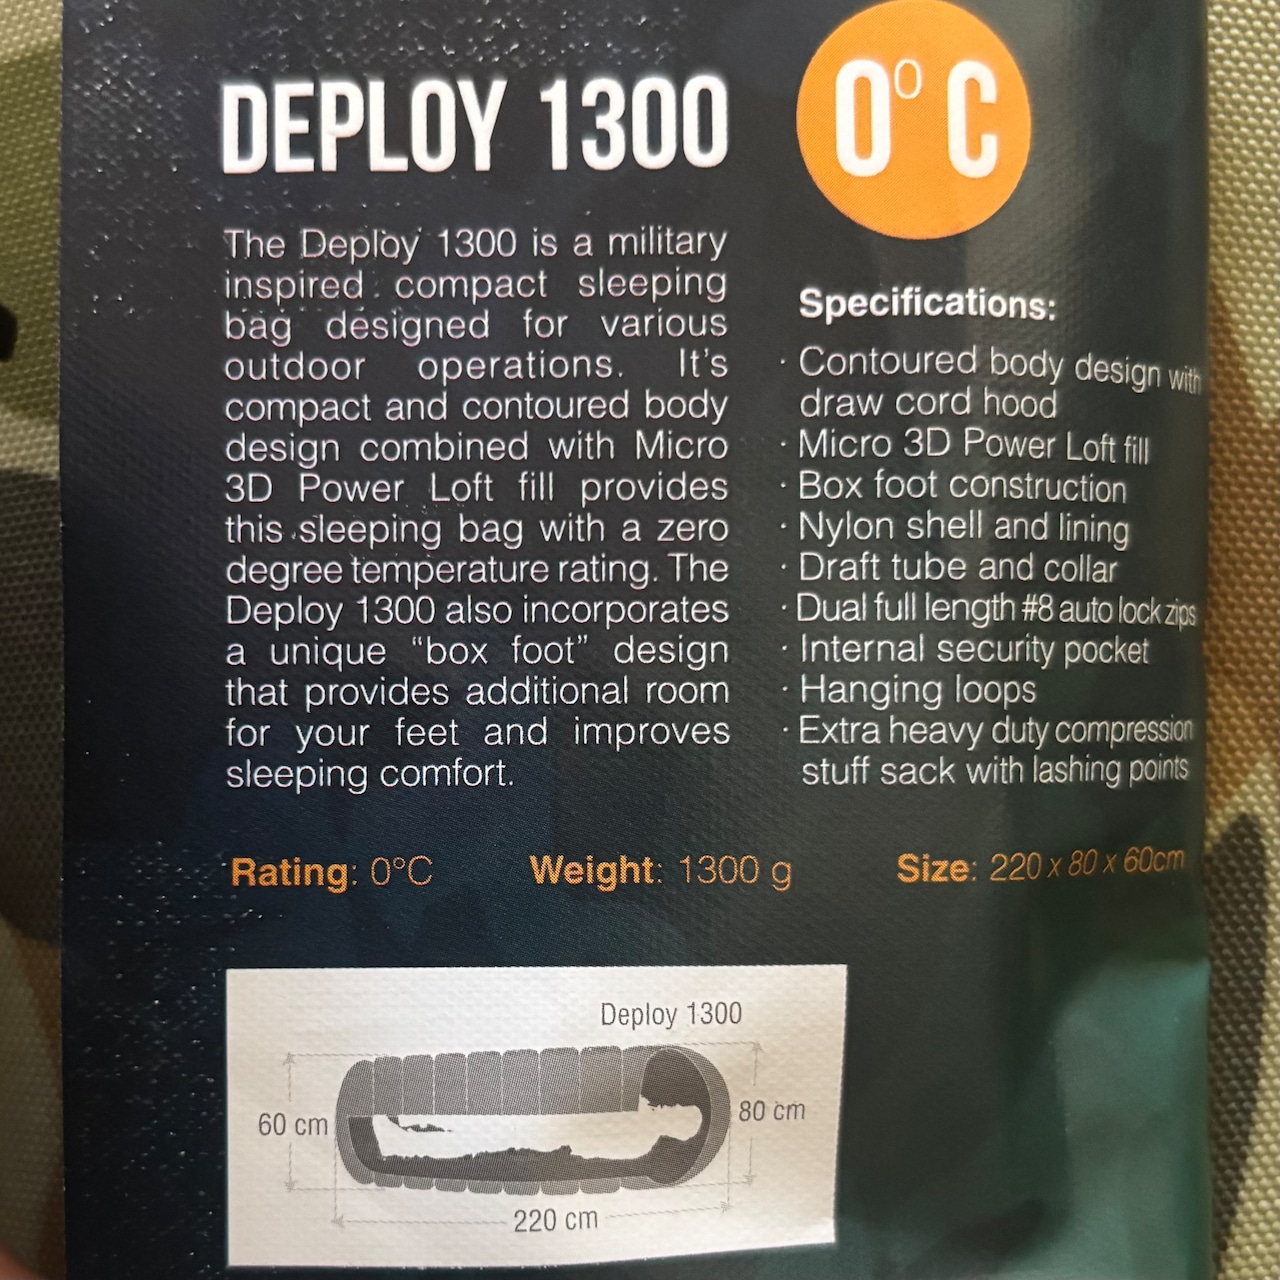 DEPLOY 1300
0° C
The Deploy 1300 is a military
inspired compact sleeping
bag designed for various
outdoor operations. It's
compact and contoured body
design combined with Micro
3D Power Loft fill provides
this sleeping bag with a zero
degree temperature rating. The
Deploy 1300 also incorporates
a unique “box foot” design
that provides additional room
for your feet and improves
sleeping comfort.
Specifications:
· Contoured body design with
draw cord hood
· Micro 3D Power Loft fill
· Box foot construction
· Nylon shell and lining
· Draft tube and collar
· Dual full length #8 auto lock zips
· Internal security pocket
· Hanging loops
· Extra heavy duty compression
stuff sack with lashing points
Rating: 0°C Weight: 1300 g Size: 220 x 80 x 60cm
Deploy 1300
60 cm
80 cm
220 cm